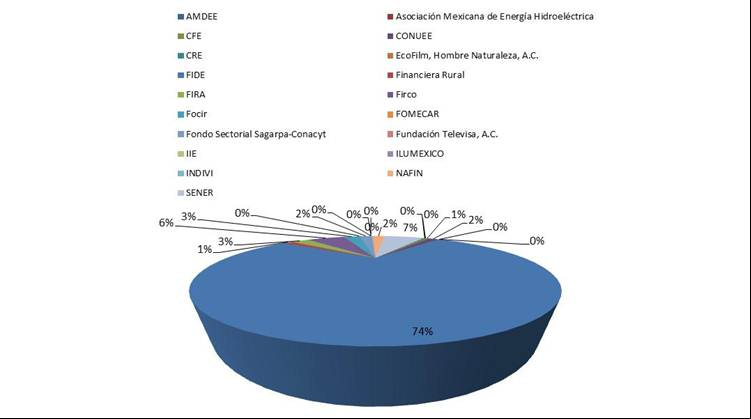 AMDEE Asociación Mexicana de Energía Hidroeléctrica
CFE CONUEE
CRE EcoFilm, Hombre Naturaleza, A.C.
FIDE Financiera Rural
FIRA Firco
Focir FOMECAR
Fondo Sectorial Sagarpa-Conacyt Fundación Televisa, A.C.
IIE ILUMEXICO
INDIVI NAFIN
SENER
3% 0% 2% 0% 0% 0% 0% 0% 1%
6% 0% 2% 7% 2% 0%
3% 0%
1%
74%